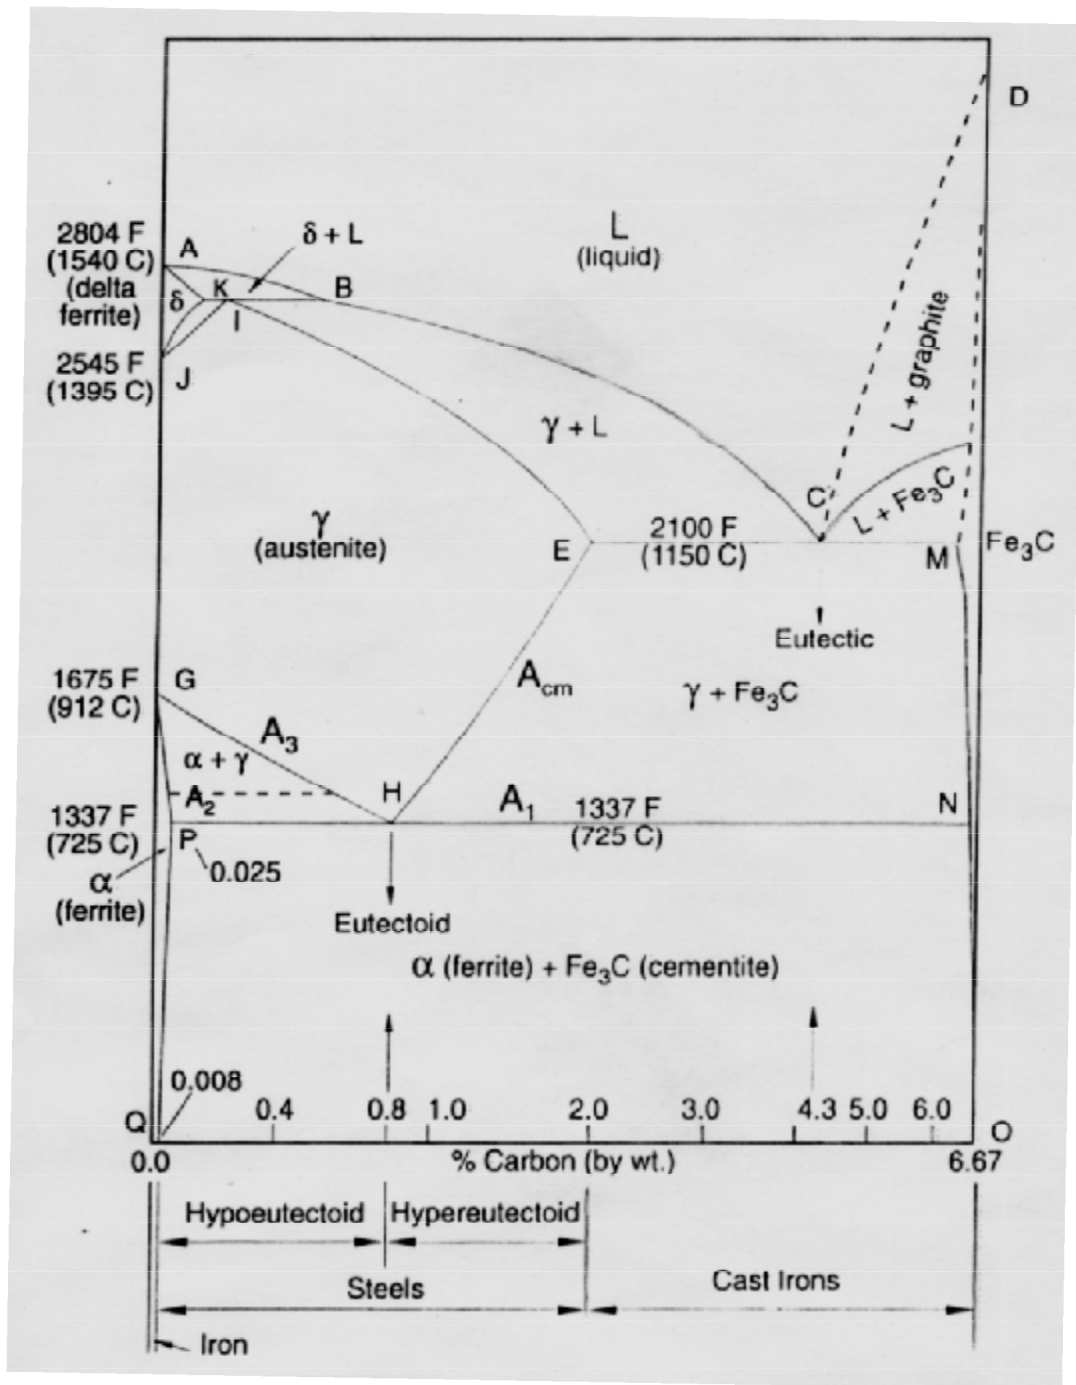 D
2804 F
(1540 C)
(delta
ferrite)
A
δ + L
L
(liquid)
δ
K
B
I
2545 F
(1395 C)
J
L + graphite
γ + L
C
L + Fe₃C
γ
(austenite)
E
2100 F
(1150 C)
M
Fe₃C
Eutectic
1675 F
(912 C)
G
A₃
Acm
γ + Fe₃C
α + γ
A₂
H
A₁
1337 F
(725 C)
N
1337 F
(725 C)
P
0.025
α
(ferrite)
Eutectoid
α (ferrite) + Fe₃C (cementite)
0.008
Q
0.4
0.8
1.0
2.0
3.0
4.3
5.0
6.0
O
0.0
% Carbon (by wt.)
6.67
Hypoeutectoid
Hypereutectoid
Steels
Cast Irons
Iron